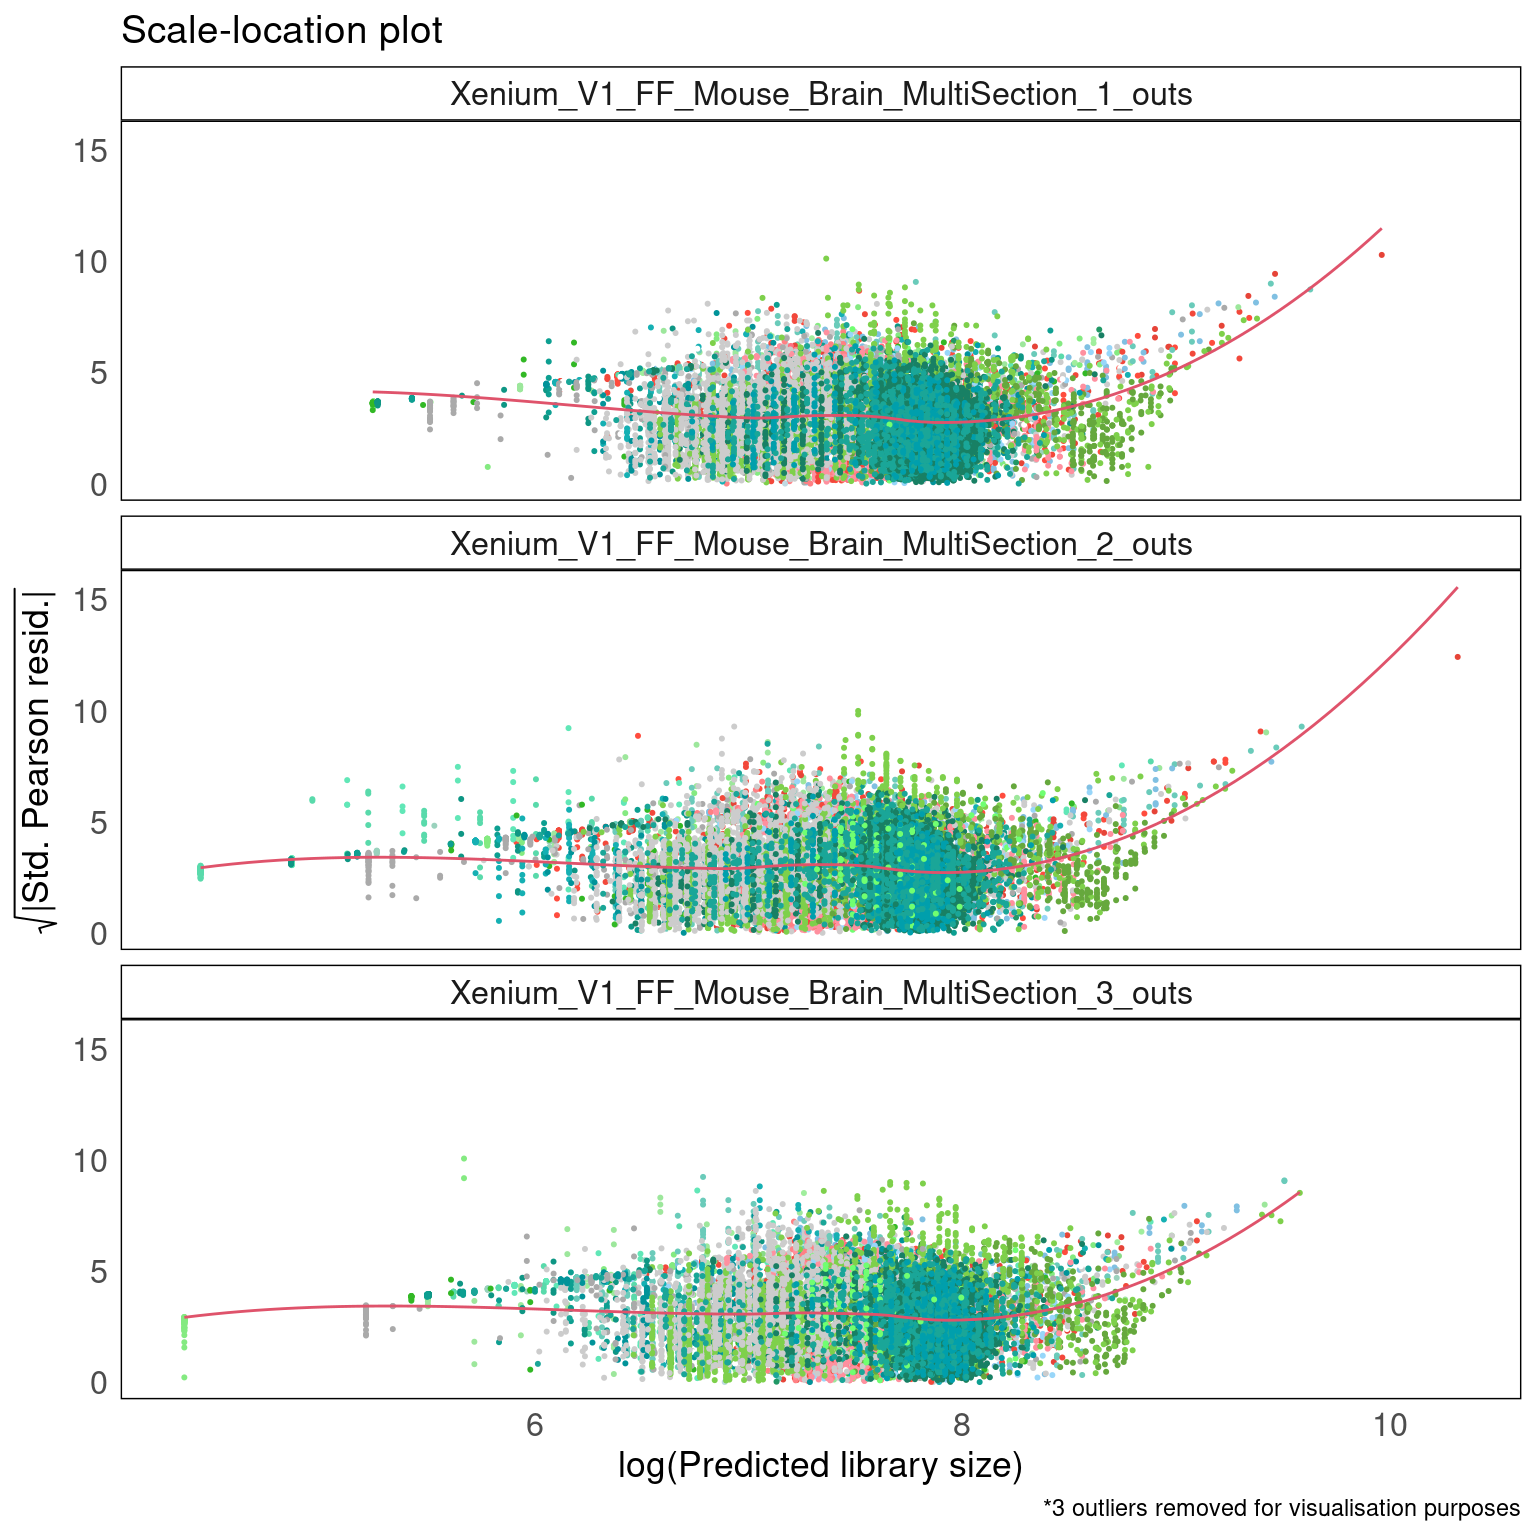 Scale-location plot
Xenium_V1_FF_Mouse_Brain_MultiSection_1_outs
15
10
5
0
Xenium_V1_FF_Mouse_Brain_MultiSection_2_outs
√|Std. Pearson resid.|
15
10
5
0
Xenium_V1_FF_Mouse_Brain_MultiSection_3_outs
15
10
5
0
6 8 10
log(Predicted library size)
*3 outliers removed for visualisation purposes